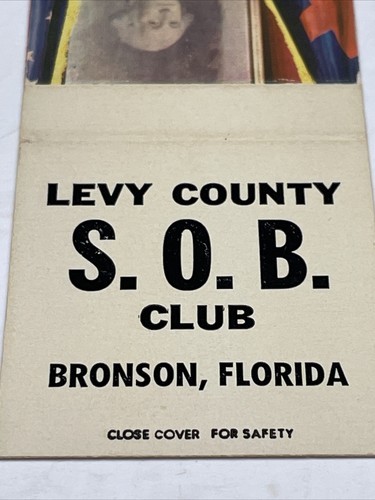 LEVY COUNTY
S. O. B.
CLUB
BRONSON, FLORIDA
CLOSE COVER FOR SAFETY